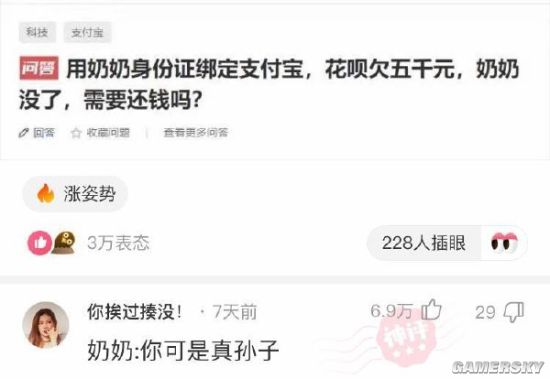 科技 支付宝
问答 用奶奶身份证绑定支付宝，花呗欠五千元，奶奶
没了，需要还钱吗？
回答 收藏问题 查看更多问答
涨姿势
3万表态 228人插眼
你挨过揍没！ · 7天前 6.9万 29
奶奶:你可是真孙子
神评
GAMERSKY